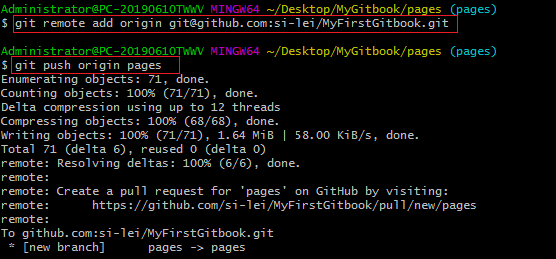 Administrator@PC-20190610TWWV MINGW64 ~/Desktop/MyGitbook/pages (pages)
$ git remote add origin git@github.com:si-lei/MyFirstGitbook.git
Administrator@PC-20190610TWWV MINGW64 ~/Desktop/MyGitbook/pages (pages)
$ git push origin pages
Enumerating objects: 71, done.
Counting objects: 100% (71/71), done.
Delta compression using up to 12 threads
Compressing objects: 100% (68/68), done.
Writing objects: 100% (71/71), 1.64 MiB | 58.00 KiB/s, done.
Total 71 (delta 6), reused 0 (delta 0)
remote: Resolving deltas: 100% (6/6), done.
remote:
remote: Create a pull request for 'pages' on GitHub by visiting:
remote:      https://github.com/si-lei/MyFirstGitbook/pull/new/pages
remote:
To github.com:si-lei/MyFirstGitbook.git
 * [new branch]      pages -> pages